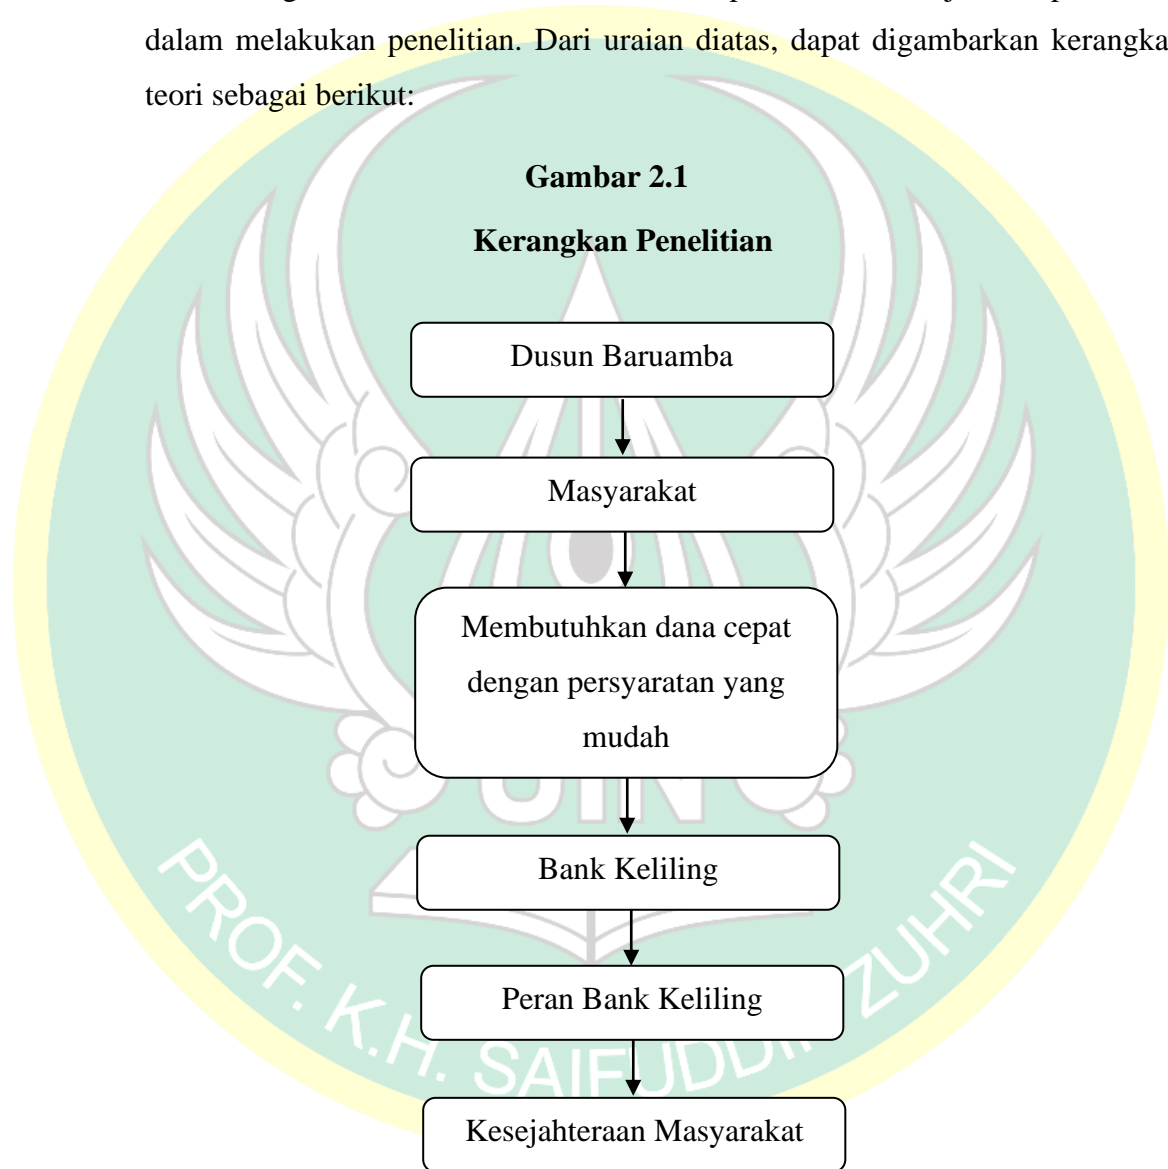 dalam melakukan penelitian. Dari uraian diatas, dapat digambarkan kerangka
teori sebagai berikut:
Gambar 2.1
Kerangkan Penelitian
Dusun Baruamba
Masyarakat
Membutuhkan dana cepat
dengan persyaratan yang
mudah
Bank Keliling
Peran Bank Keliling
Kesejahteraan Masyarakat
UIN
PROF. K.H. SAIFUDDIN ZUHRI